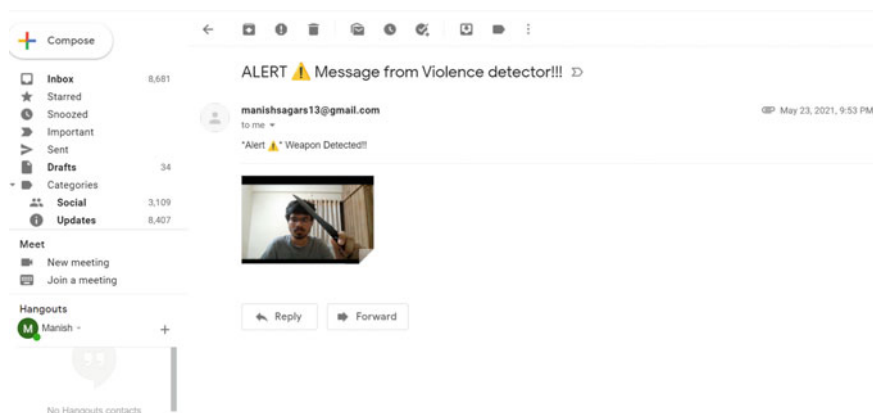 Compose
Inbox 8,681
Starred
Snoozed
Important
Sent
Drafts 34
Categories
Social 3,109
Updates 8,407
Meet
New meeting
Join a meeting
Hangouts
M Manish
No Hangouts contacts
ALERT ⚠️ Message from Violence detector!!!
manishsagars13@gmail.com
May 23, 2021, 9:53 PM
to me
"Alert ⚠️" Weapon Detected!!
Reply
Forward